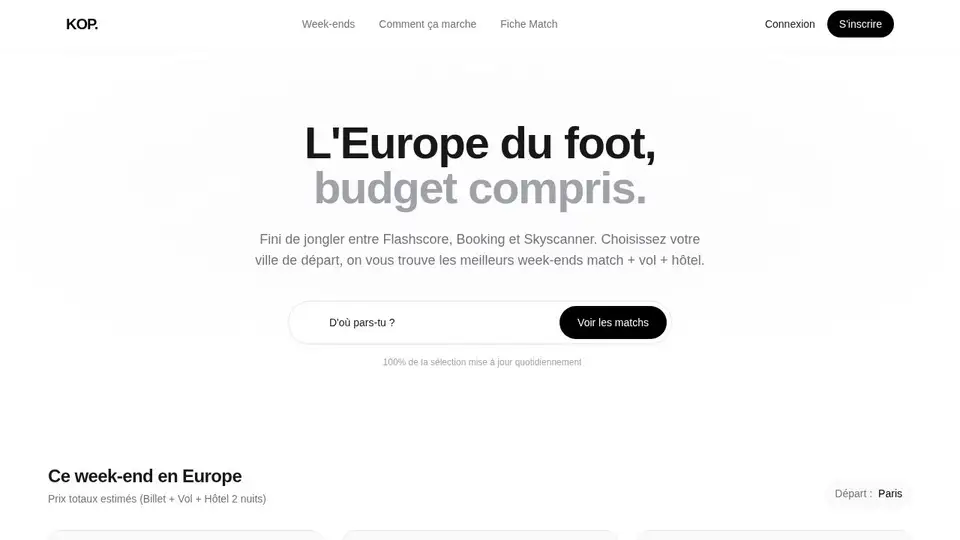 KOP.
Week-ends
Comment ça marche
Fiche Match
Connexion
S'inscrire
L'Europe du foot,
budget compris.
Fini de jongler entre Flashscore, Booking et Skyscanner. Choisissez votre
ville de départ, on vous trouve les meilleurs week-ends match + vol + hôtel.
D'où pars-tu ?
Voir les matchs
100% de la sélection mise à jour quotidiennement
Ce week-end en Europe
Prix totaux estimés (Billet + Vol + Hôtel 2 nuits)
Départ : Paris